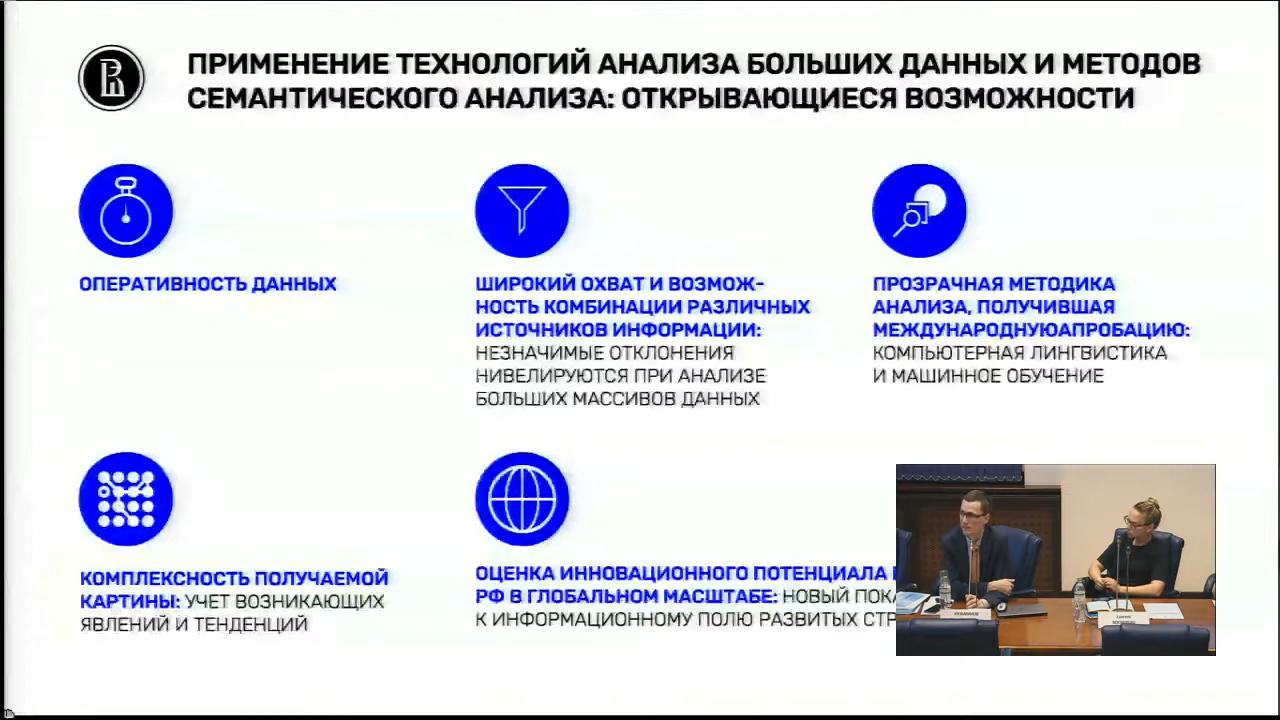 ПРИМЕНЕНИЕ ТЕХНОЛОГИЙ АНАЛИЗА БОЛЬШИХ ДАННЫХ И МЕТОДОВ
СЕМАНТИЧЕСКОГО АНАЛИЗА: ОТКРЫВАЮЩИЕСЯ ВОЗМОЖНОСТИ
ОПЕРАТИВНОСТЬ ДАННЫХ
ШИРОКИЙ ОХВАТ И ВОЗМОЖ-
НОСТЬ КОМБИНАЦИИ РАЗЛИЧНЫХ
ИСТОЧНИКОВ ИНФОРМАЦИИ:
НЕЗНАЧИМЫЕ ОТКЛОНЕНИЯ
НИВЕЛИРУЮТСЯ ПРИ АНАЛИЗЕ
БОЛЬШИХ МАССИВОВ ДАННЫХ
ПРОЗРАЧНАЯ МЕТОДИКА
АНАЛИЗА, ПОЛУЧИВШАЯ
МЕЖДУНАРОДНУЮАПРОБАЦИЮ:
КОМПЬЮТЕРНАЯ ЛИНГВИСТИКА
И МАШИННОЕ ОБУЧЕНИЕ
КОМПЛЕКСНОСТЬ ПОЛУЧАЕМОЙ
КАРТИНЫ: УЧЕТ ВОЗНИКАЮЩИХ
ЯВЛЕНИЙ И ТЕНДЕНЦИЙ
ОЦЕНКА ИННОВАЦИОННОГО ПОТЕНЦИАЛА
РФ В ГЛОБАЛЬНОМ МАСШТАБЕ: НОВЫЙ
К ИНФОРМАЦИОННОМУ ПОЛЮ РАЗВИТЫХ